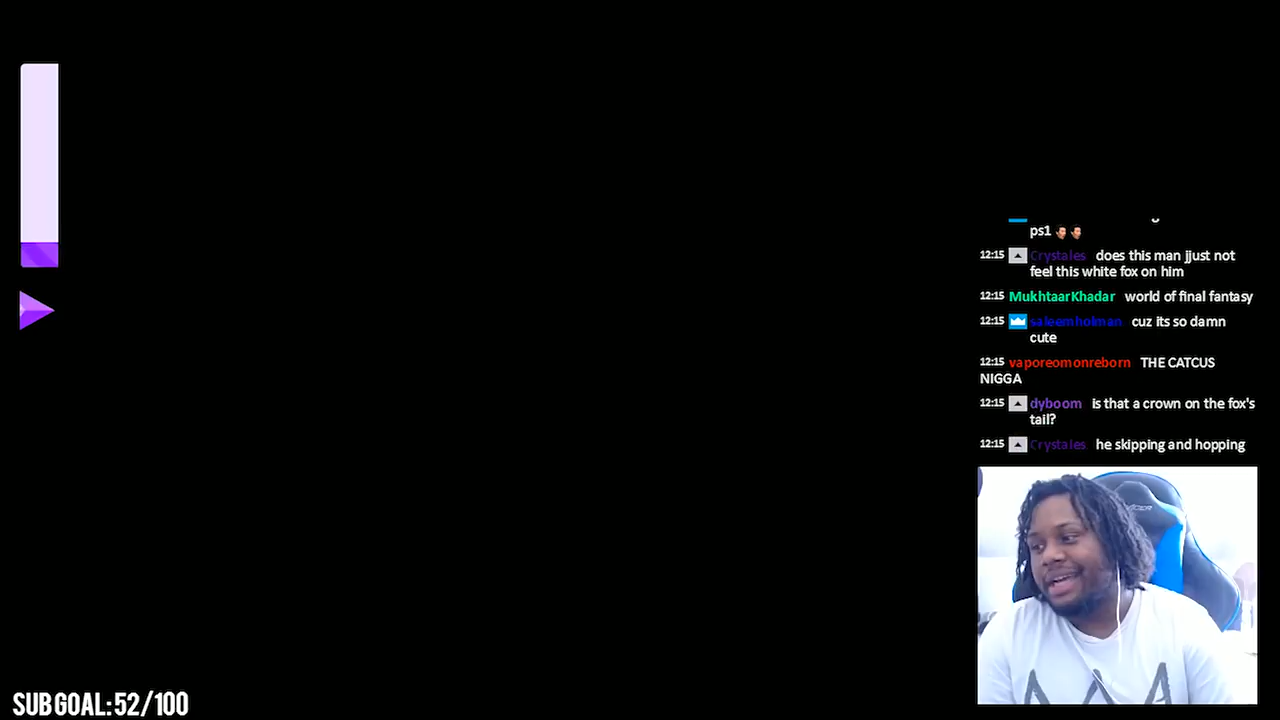 ps1
12:15 Crystales does this man jjust not
feel this white fox on him
12:15 MukhtaarKhadar world of final fantasy
12:15 saleemholman cuz its so damn
cute
12:15 vaporeomonreborn THE CATCUS
NIGGA
12:15 dyboom is that a crown on the fox's
tail?
12:15 Crystales he skipping and hopping
SUB GOAL: 52/100